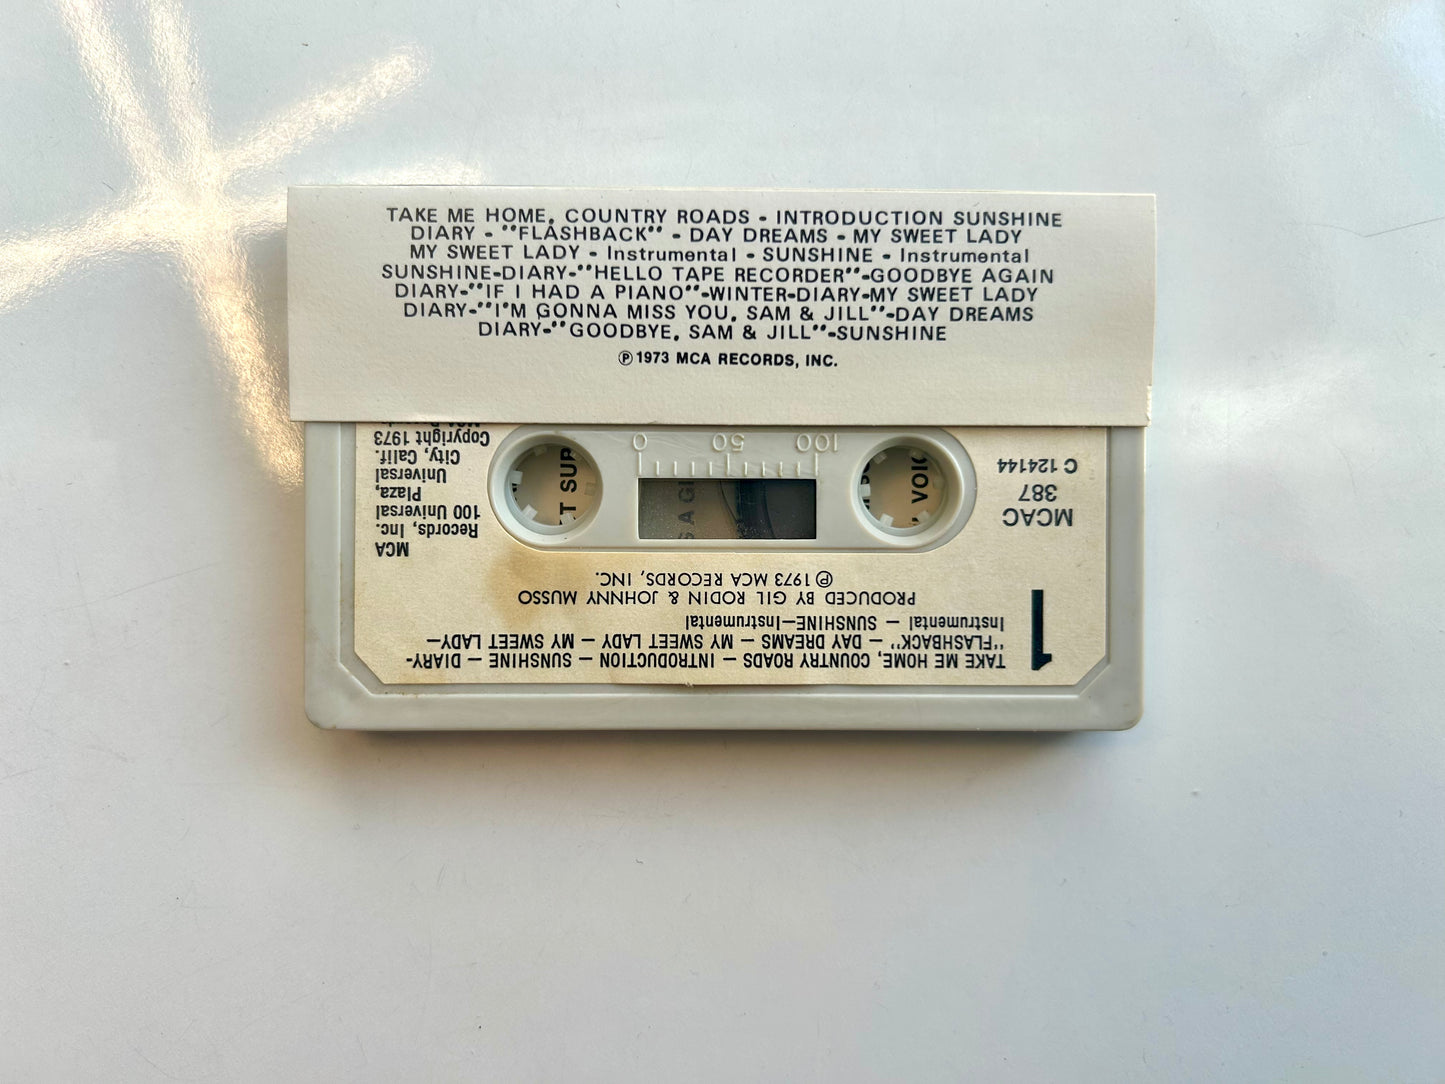 TAKE ME HOME, COUNTRY ROADS - INTRODUCTION SUNSHINE
DIARY - "FLASHBACK" - DAY DREAMS - MY SWEET LADY
MY SWEET LADY - Instrumental - SUNSHINE - Instrumental
SUNSHINE-DIARY-"HELLO TAPE RECORDER"-GOODBYE AGAIN
DIARY-"IF I HAD A PIANO"-WINTER-DIARY-MY SWEET LADY
DIARY-"I'M GONNA MISS YOU, SAM & JILL"-DAY DREAMS
DIARY-"GOODBYE, SAM & JILL"-SUNSHINE
℗ 1973 MCA RECORDS, INC.
1
TAKE ME HOME, COUNTRY ROADS — INTRODUCTION — SUNSHINE — DIARY-
"FLASHBACK" — DAY DREAMS — MY SWEET LADY — MY SWEET LADY—
Instrumental — SUNSHINE—Instrumental
PRODUCED BY GIL RODIN & JOHNNY MUSSO
℗ 1973 MCA RECORDS, INC.
MCAC
387
C 124144
MCA
Records, Inc.
100 Universal
Plaza,
Universal
City, Calif.
Copyright 1973
0 50 100
T SUR
S A GI
VOIC